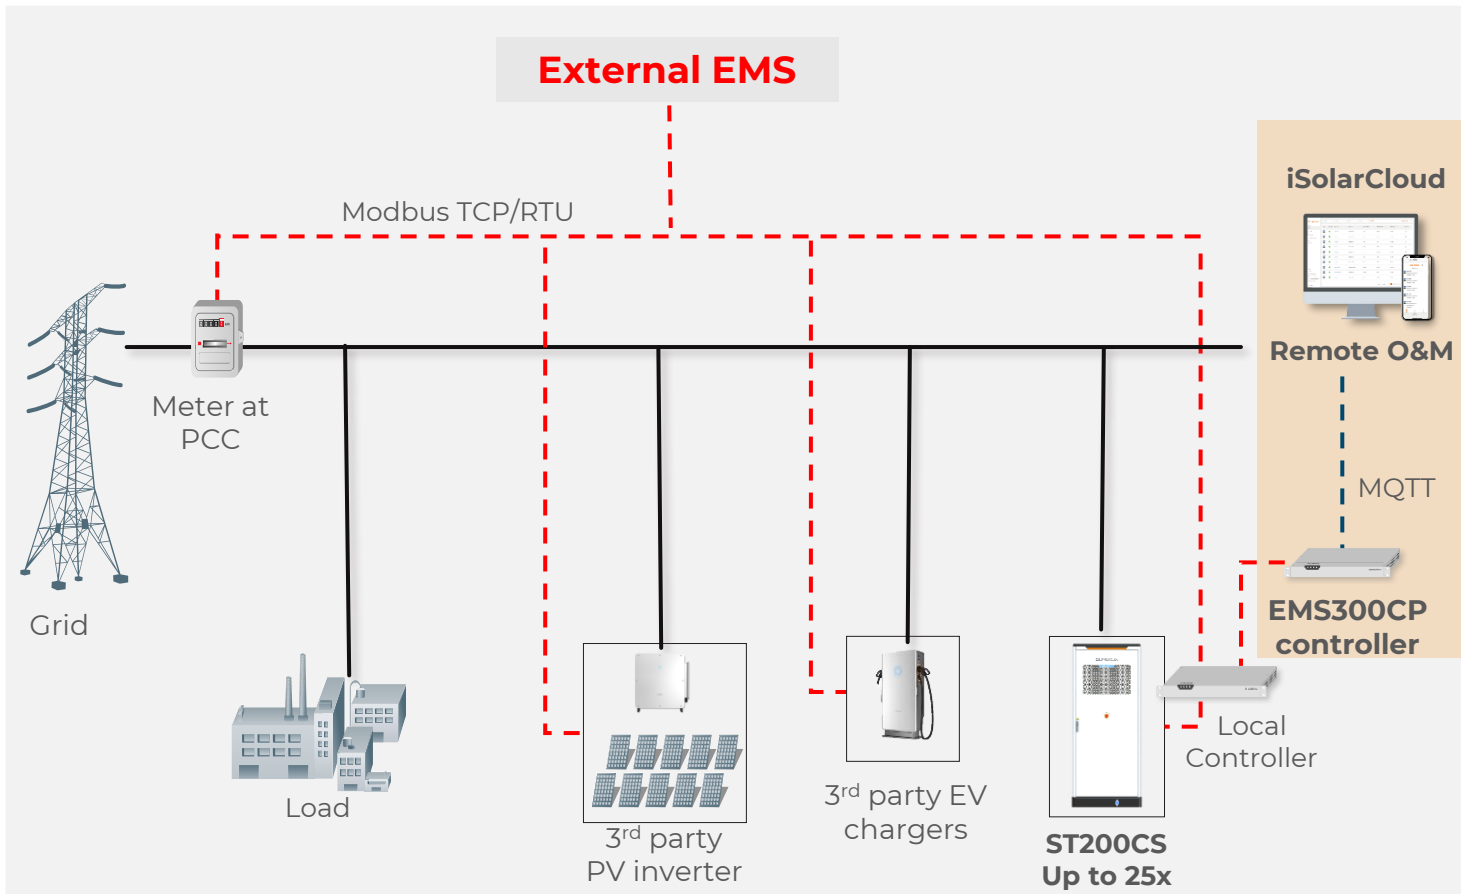 External EMS
iSolarCloud
Modbus TCP/RTU
Remote O&M
Meter at
PCC
MQTT
Grid
EMS300CP
controller
Local
Controller
Load
3rd party EV
chargers
3rd party
PV inverter
ST200CS
Up to 25x